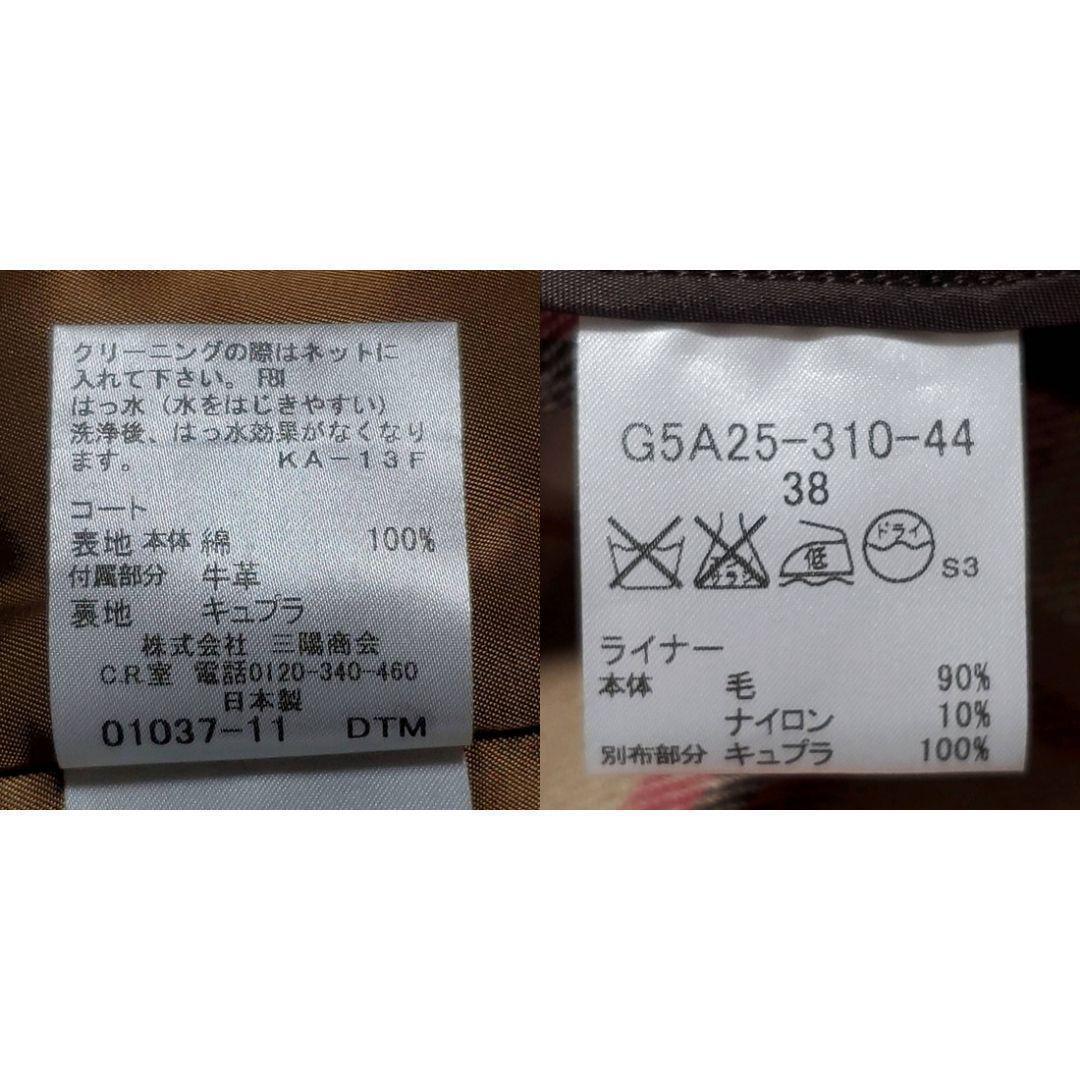 クリーニングの際はネットに
入れて下さい。 FBI
はっ水（水をはじきやすい）
洗浄後、はっ水効果がなくなり
ます。 KA-13F
コート
表地 本体 綿 100%
付属部分 牛革
裏地 キュプラ
株式会社 三陽商会
C.R.室 電話0120-340-460
日本製
01037-11 DTM
G5A25-310-44
38
低 ドライ S3
ライナー
本体 毛 90%
ナイロン 10%
別布部分 キュプラ 100%